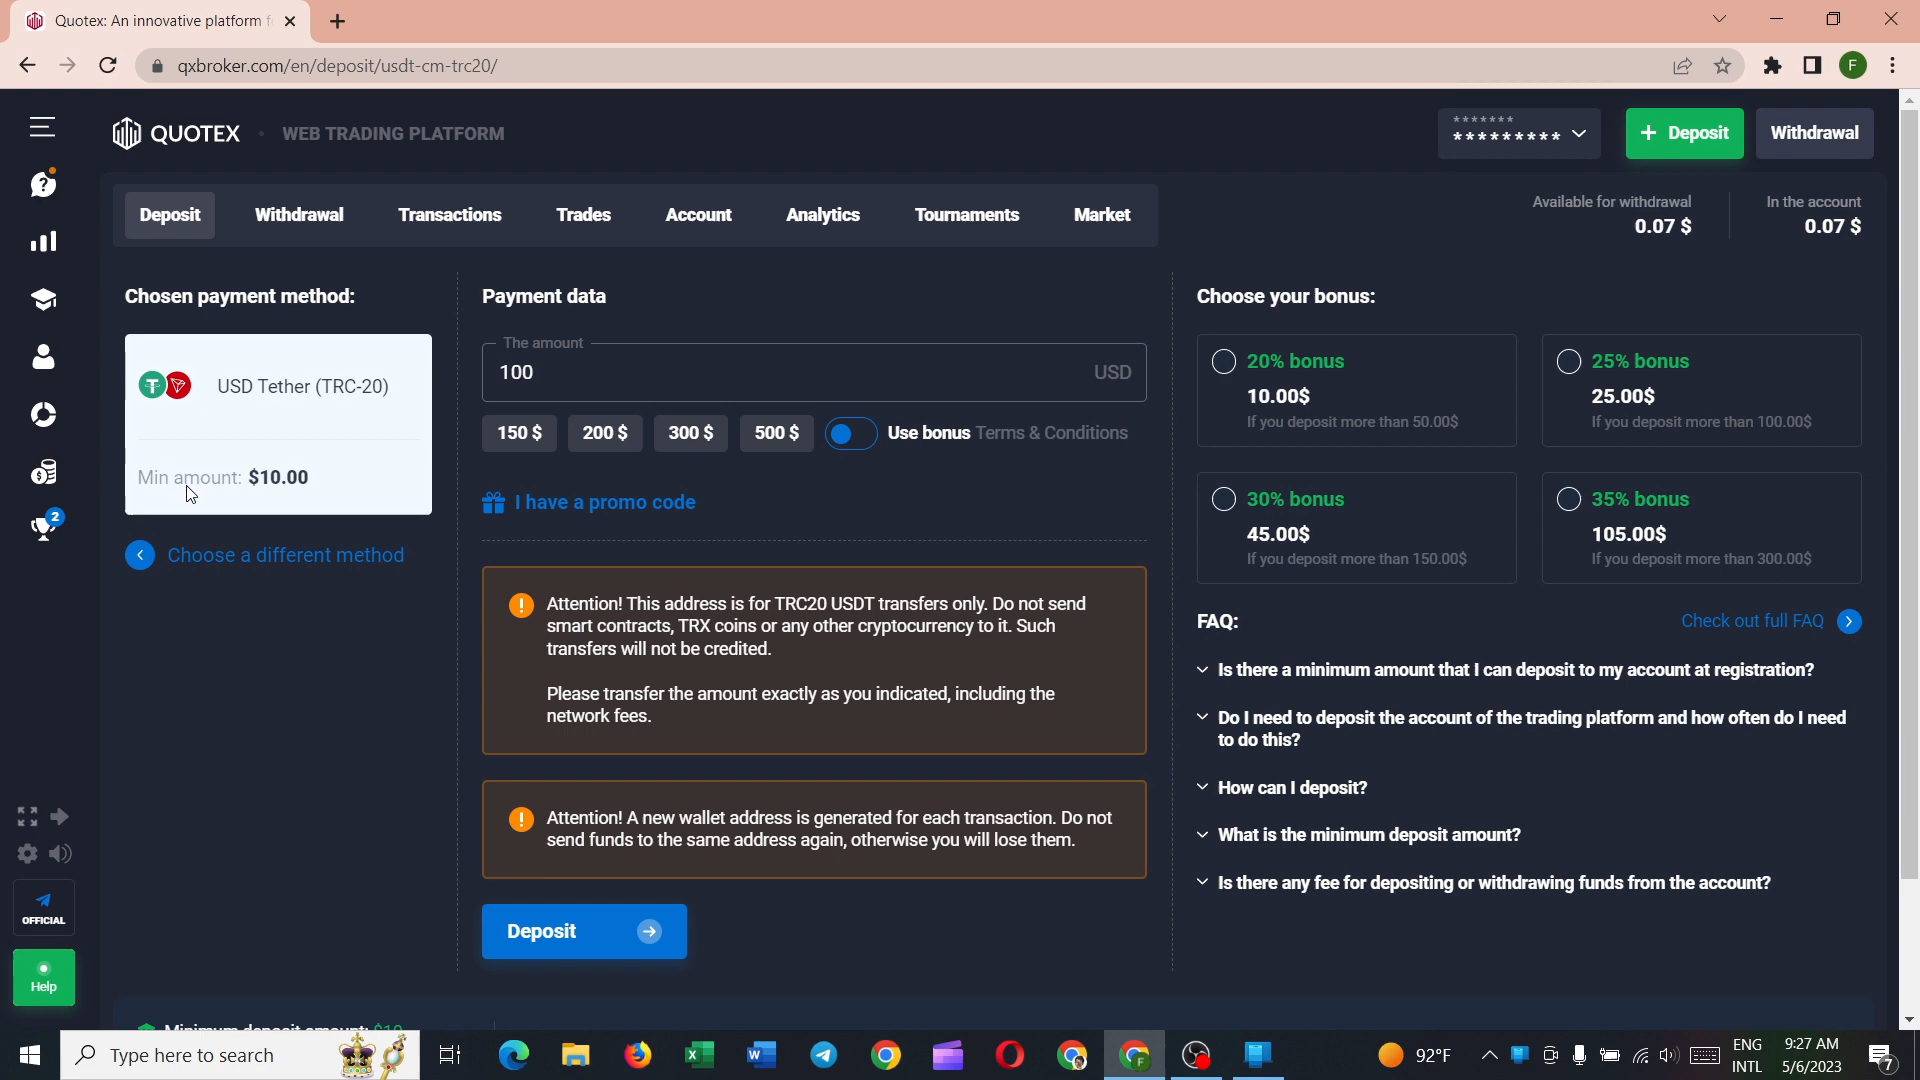 Quotex: An innovative platform f
qxbroker.com/en/deposit/usdt-cm-trc20/
F
QUOTEX · WEB TRADING PLATFORM
*******
*********
+ Deposit
Withdrawal
Deposit
Withdrawal
Transactions
Trades
Account
Analytics
Tournaments
Market
Available for withdrawal
0.07 $
In the account
0.07 $
Chosen payment method:
USD Tether (TRC-20)
Min amount: $10.00
Choose a different method
Payment data
The amount
100
USD
150 $
200 $
300 $
500 $
Use bonus Terms & Conditions
I have a promo code
Attention! This address is for TRC20 USDT transfers only. Do not send
smart contracts, TRX coins or any other cryptocurrency to it. Such
transfers will not be credited.
Please transfer the amount exactly as you indicated, including the
network fees.
Attention! A new wallet address is generated for each transaction. Do not
send funds to the same address again, otherwise you will lose them.
Deposit
Choose your bonus:
20% bonus
10.00$
If you deposit more than 50.00$
25% bonus
25.00$
If you deposit more than 100.00$
30% bonus
45.00$
If you deposit more than 150.00$
35% bonus
105.00$
If you deposit more than 300.00$
FAQ:
Check out full FAQ
Is there a minimum amount that I can deposit to my account at registration?
Do I need to deposit the account of the trading platform and how often do I need
to do this?
How can I deposit?
What is the minimum deposit amount?
Is there any fee for depositing or withdrawing funds from the account?
2
OFFICIAL
Help
Minimum deposit amount: $10
Type here to search
92°F
ENG
INTL
9:27 AM
5/6/2023
7